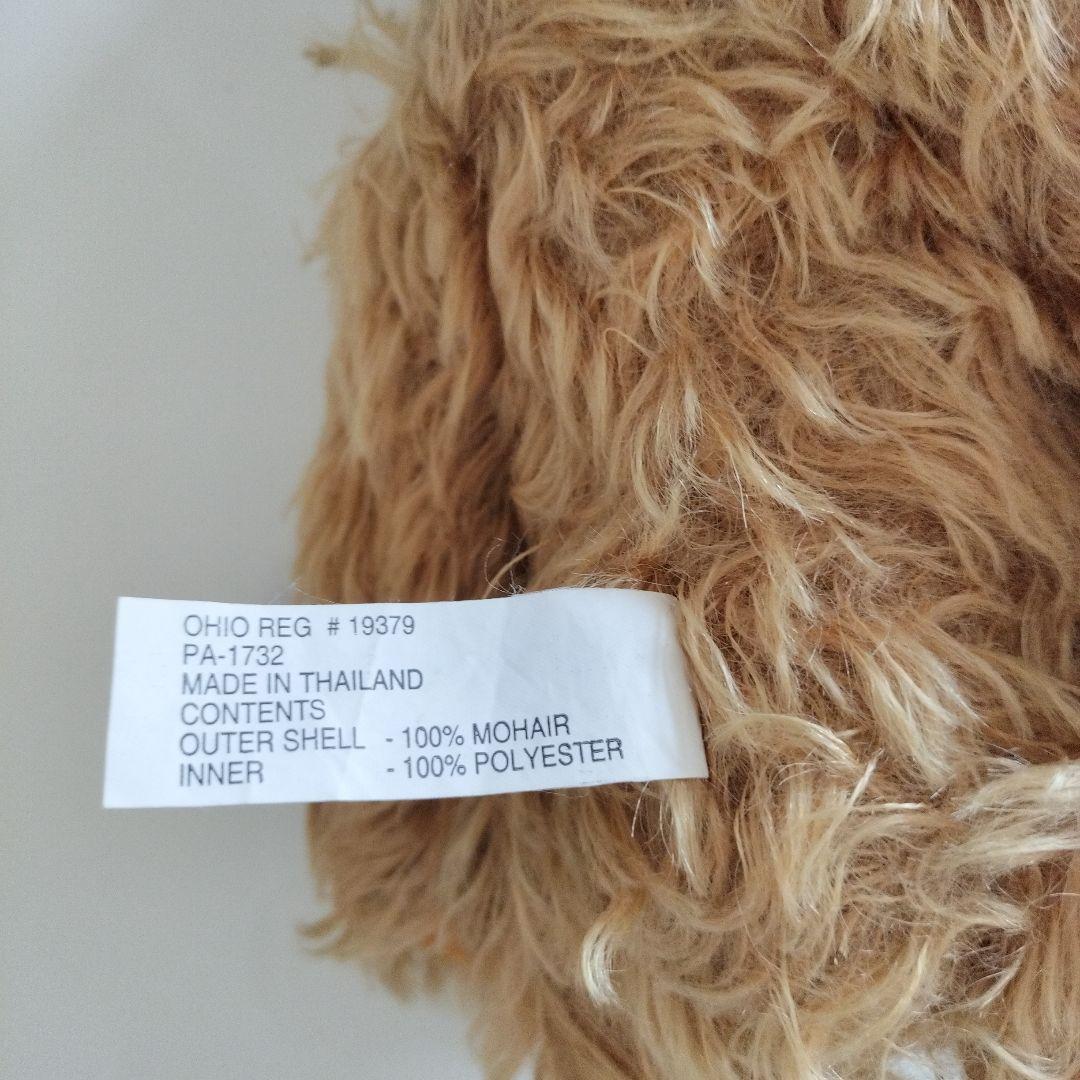 OHIO REG # 19379
PA-1732
MADE IN THAILAND
CONTENTS
OUTER SHELL - 100% MOHAIR
INNER - 100% POLYESTER